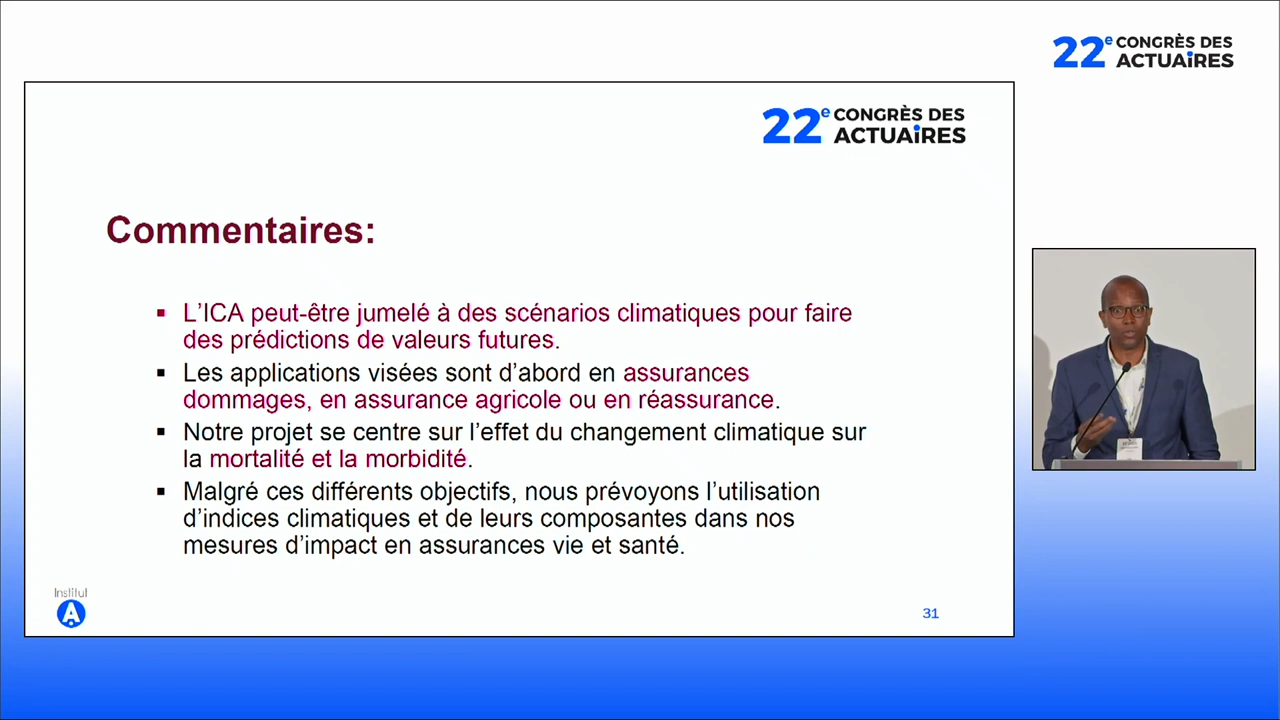 22e CONGRÈS DES
ACTUAiRES
22e CONGRÈS DES
ACTUAiRES
Commentaires:
▪ L’ICA peut-être jumelé à des scénarios climatiques pour faire
des prédictions de valeurs futures.
▪ Les applications visées sont d’abord en assurances
dommages, en assurance agricole ou en réassurance.
▪ Notre projet se centre sur l’effet du changement climatique sur
la mortalité et la morbidité.
▪ Malgré ces différents objectifs, nous prévoyons l’utilisation
d’indices climatiques et de leurs composantes dans nos
mesures d’impact en assurances vie et santé.
Institut
A
31